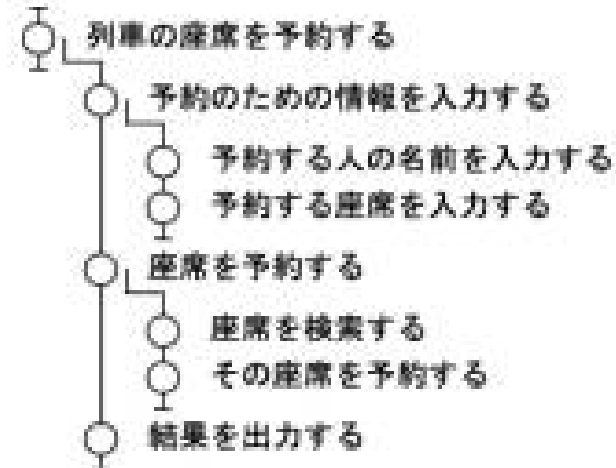 列車の座席を予約する
予約のための情報を入力する
予約する人の名前を入力する
予約する座席を入力する
座席を予約する
座席を検索する
その座席を予約する
結果を出力する